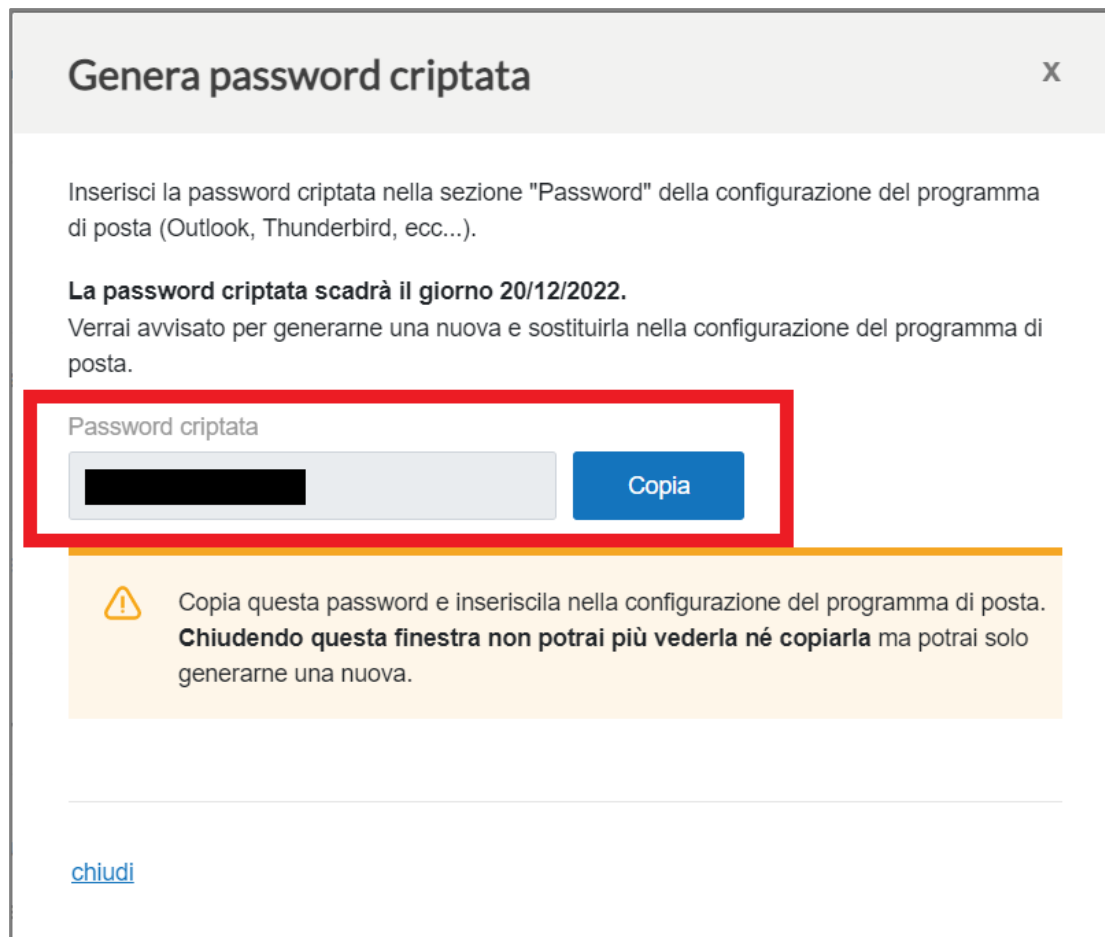 Genera password criptata
x
Inserisci la password criptata nella sezione "Password" della configurazione del programma
di posta (Outlook, Thunderbird, ecc...).
La password criptata scadrà il giorno 20/12/2022.
Verrai avvisato per generarne una nuova e sostituirla nella configurazione del programma di
posta.
Password criptata
Copia
Copia questa password e inseriscila nella configurazione del programma di posta.
Chiudendo questa finestra non potrai più vederla né copiarla ma potrai solo
generarne una nuova.
chiudi